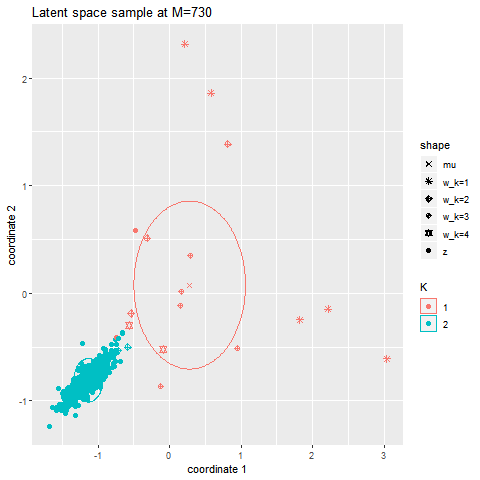 Latent space sample at M=730
2
1
0
-1
coordinate 2
-1
0
1
2
3
coordinate 1
shape
mu
w_k=1
w_k=2
w_k=3
w_k=4
z
K
1
2